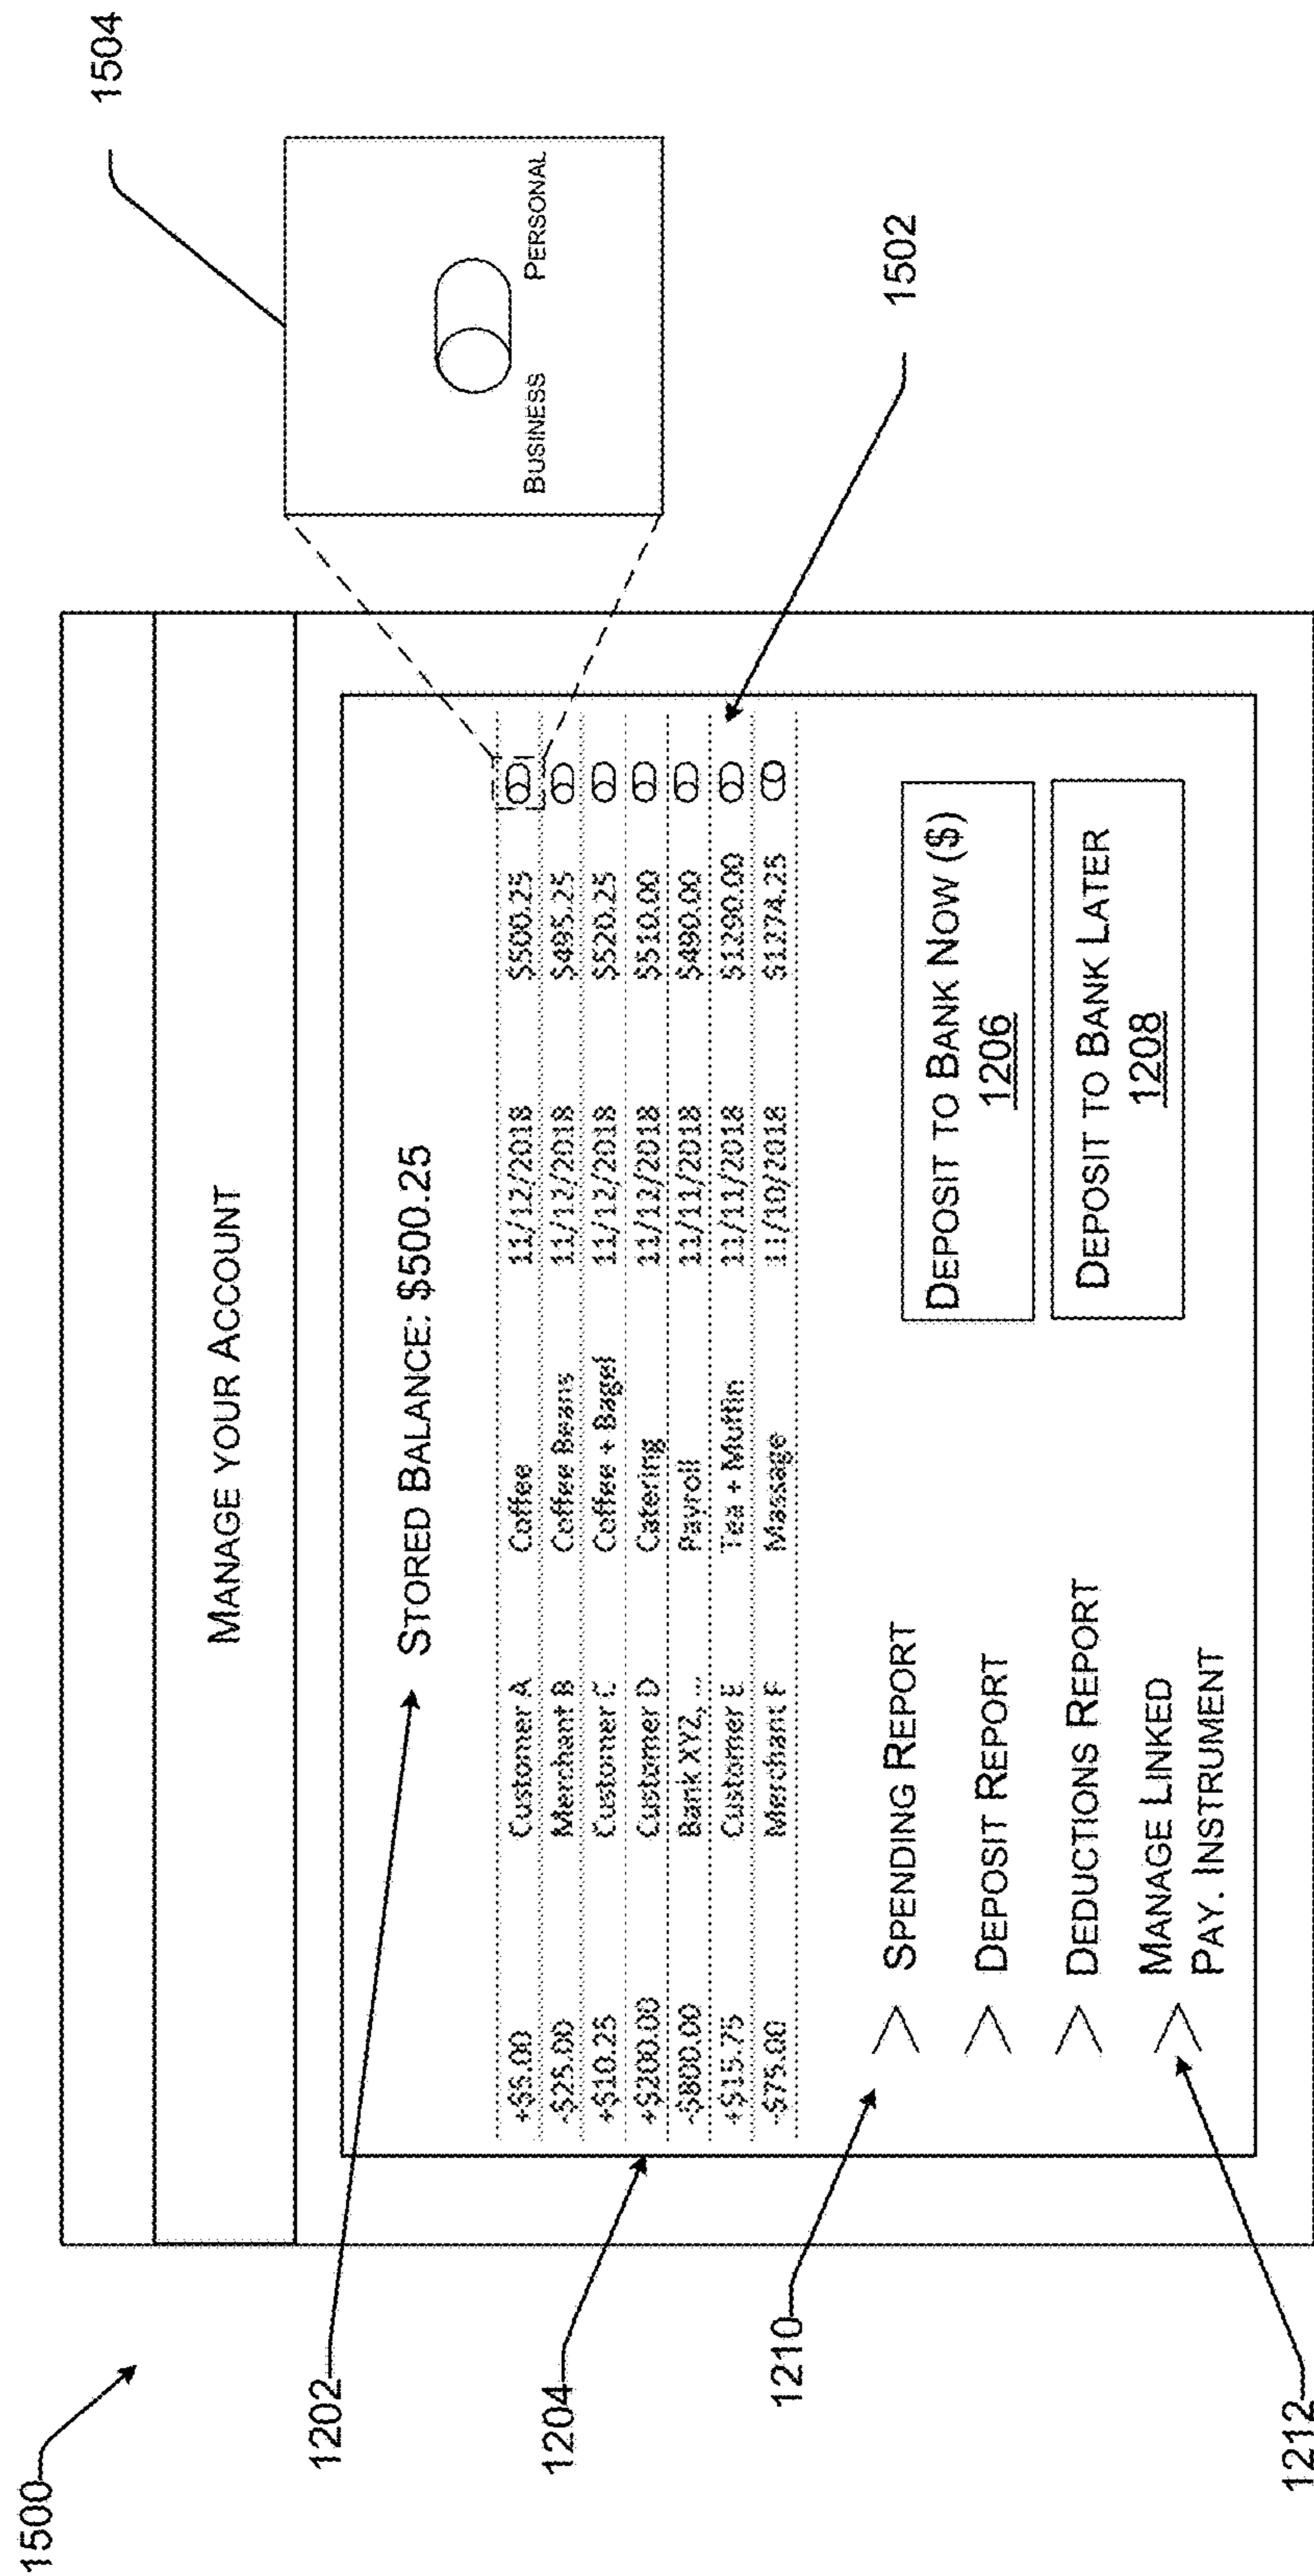 1500
MANAGE YOUR ACCOUNT
1202
STORED BALANCE: $500.25
1504
BUSINESS PERSONAL
1204
+$5.00 Customer A Coffee 11/12/2018 $500.25
-$25.00 Merchant B Coffee Beans 11/12/2018 $495.25
+$10.25 Customer C Coffee + Bagel 11/12/2018 $520.25
+$200.00 Customer D Catering 11/12/2018 $510.00
-$800.00 Bank XYZ, ... Payroll 11/11/2018 $490.00
+$15.75 Customer E Tea + Muffin 11/11/2018 $1290.00
-$75.00 Merchant F Massage 11/10/2018 $1274.25
1502
1210
SPENDING REPORT
DEPOSIT REPORT
DEDUCTIONS REPORT
MANAGE LINKED
PAY. INSTRUMENT
1212
DEPOSIT TO BANK NOW ($)
1206
DEPOSIT TO BANK LATER
1208